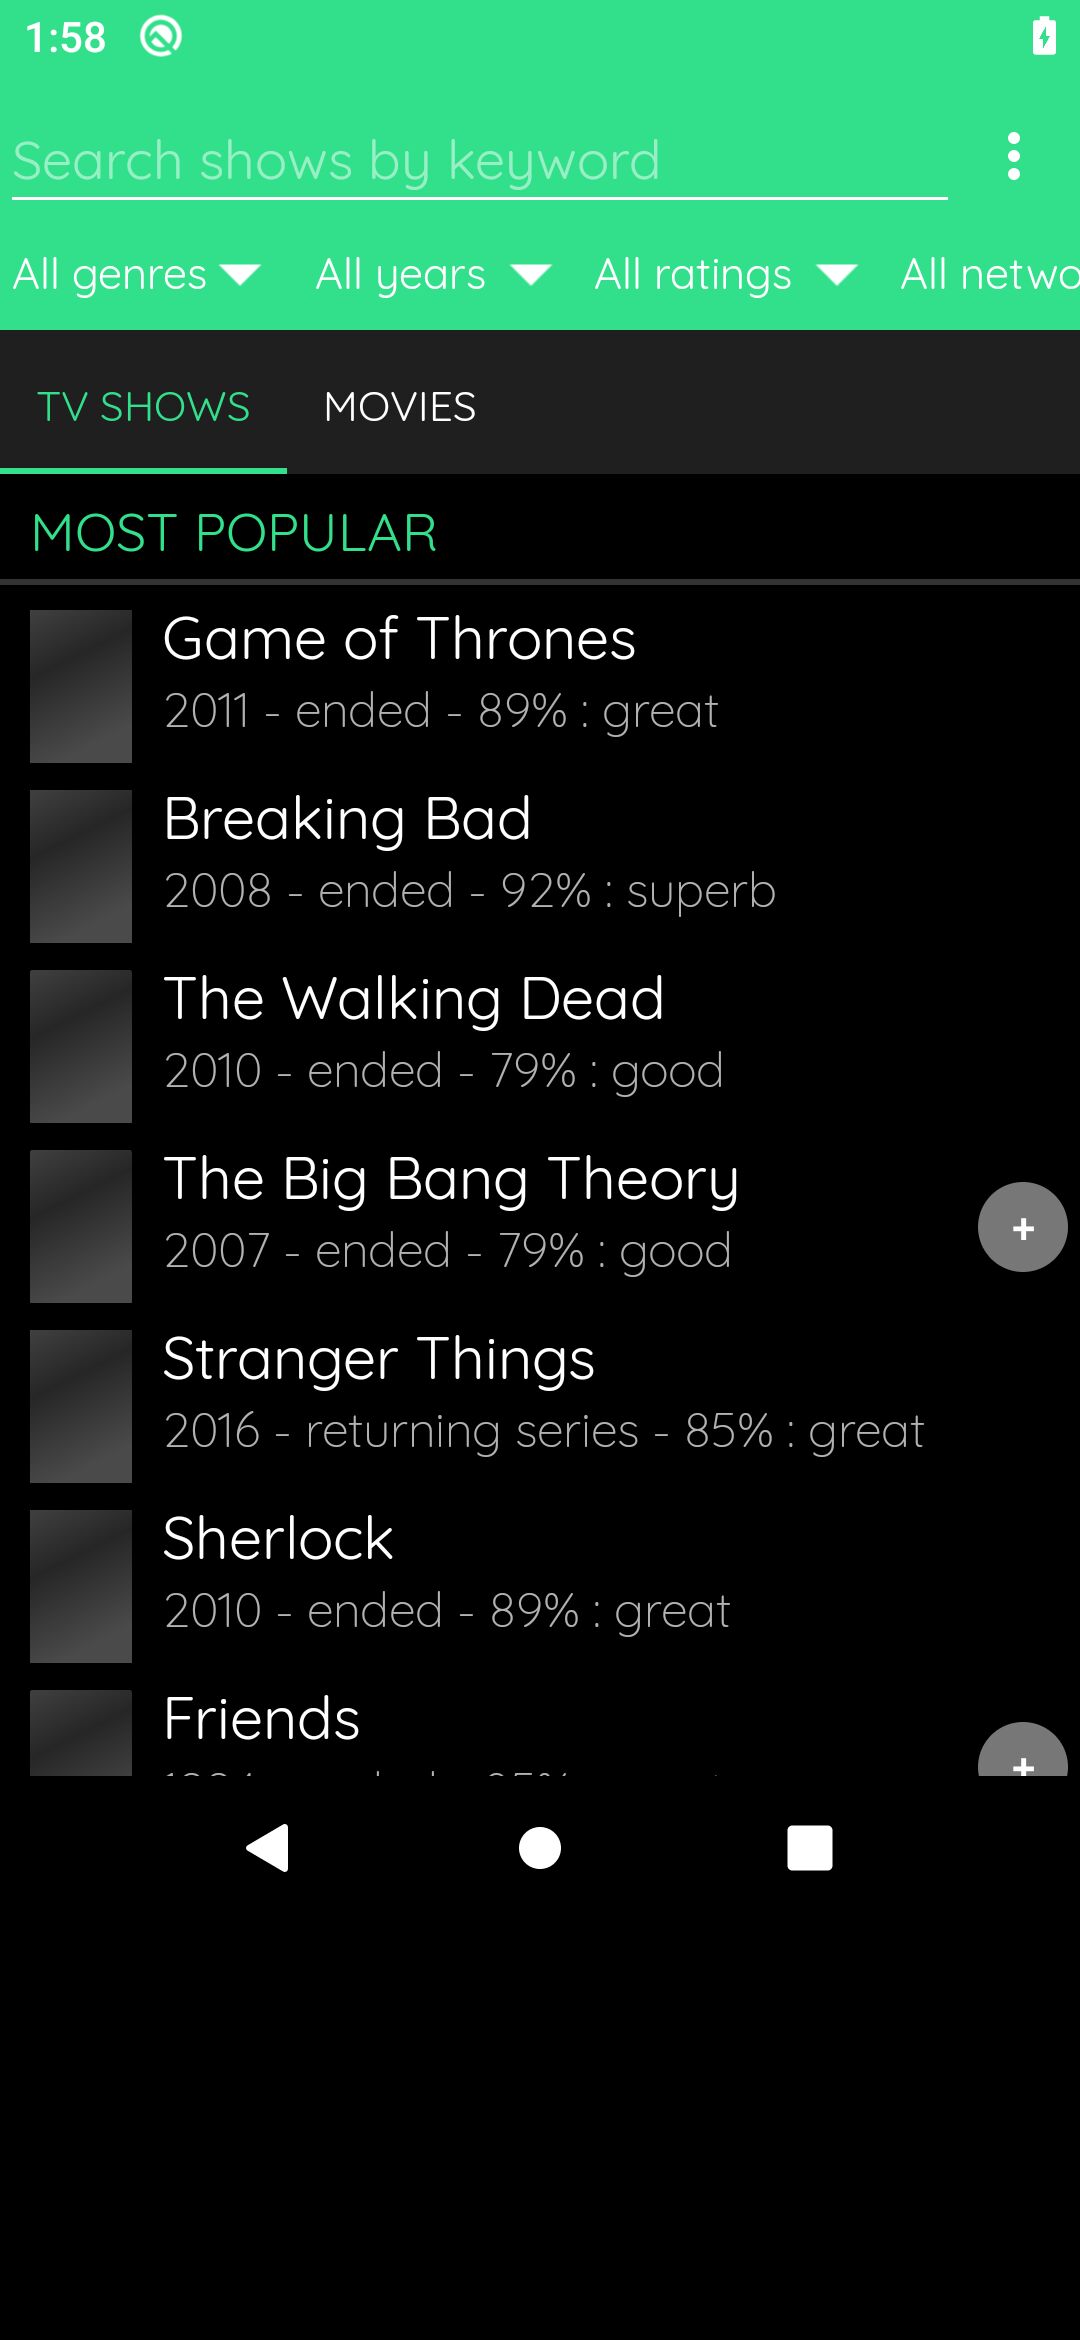 1:58
Search shows by keyword
All genres All years All ratings All netwo
TV SHOWS MOVIES
MOST POPULAR
Game of Thrones
2011 - ended - 89% : great
Breaking Bad
2008 - ended - 92% : superb
The Walking Dead
2010 - ended - 79% : good
The Big Bang Theory
2007 - ended - 79% : good
+
Stranger Things
2016 - returning series - 85% : great
Sherlock
2010 - ended - 89% : great
Friends
+